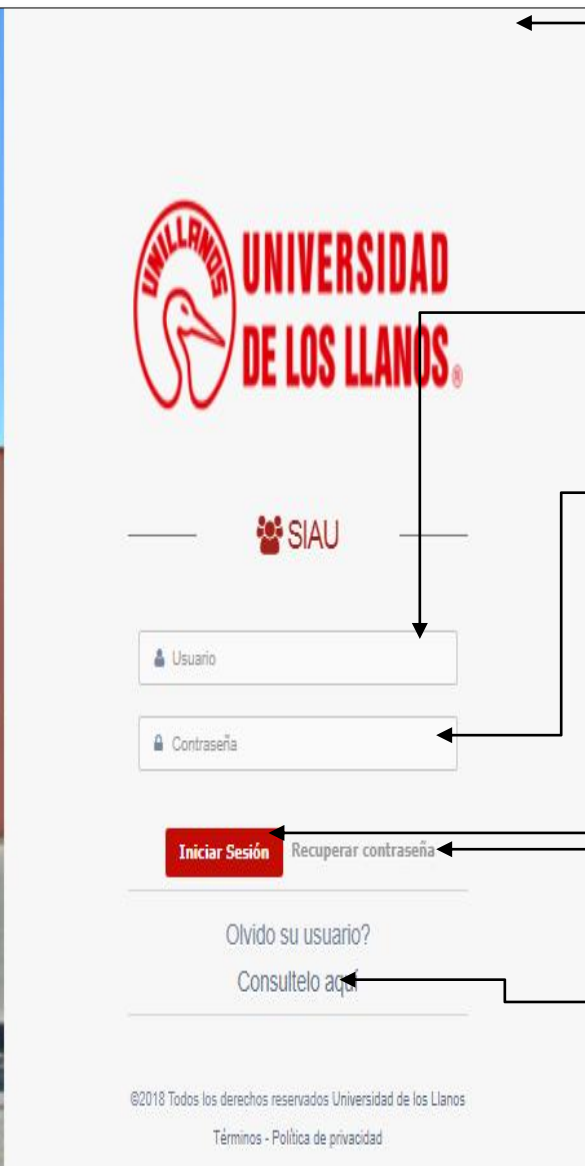 UNILLANOS
UNIVERSIDAD
DE LOS LLANOS®
SIAU
Usuario
Contraseña
Iniciar Sesión Recuperar contraseña
Olvido su usuario?
Consultelo aquí
©2018 Todos los derechos reservados Universidad de los Llanos
Términos - Política de privacidad